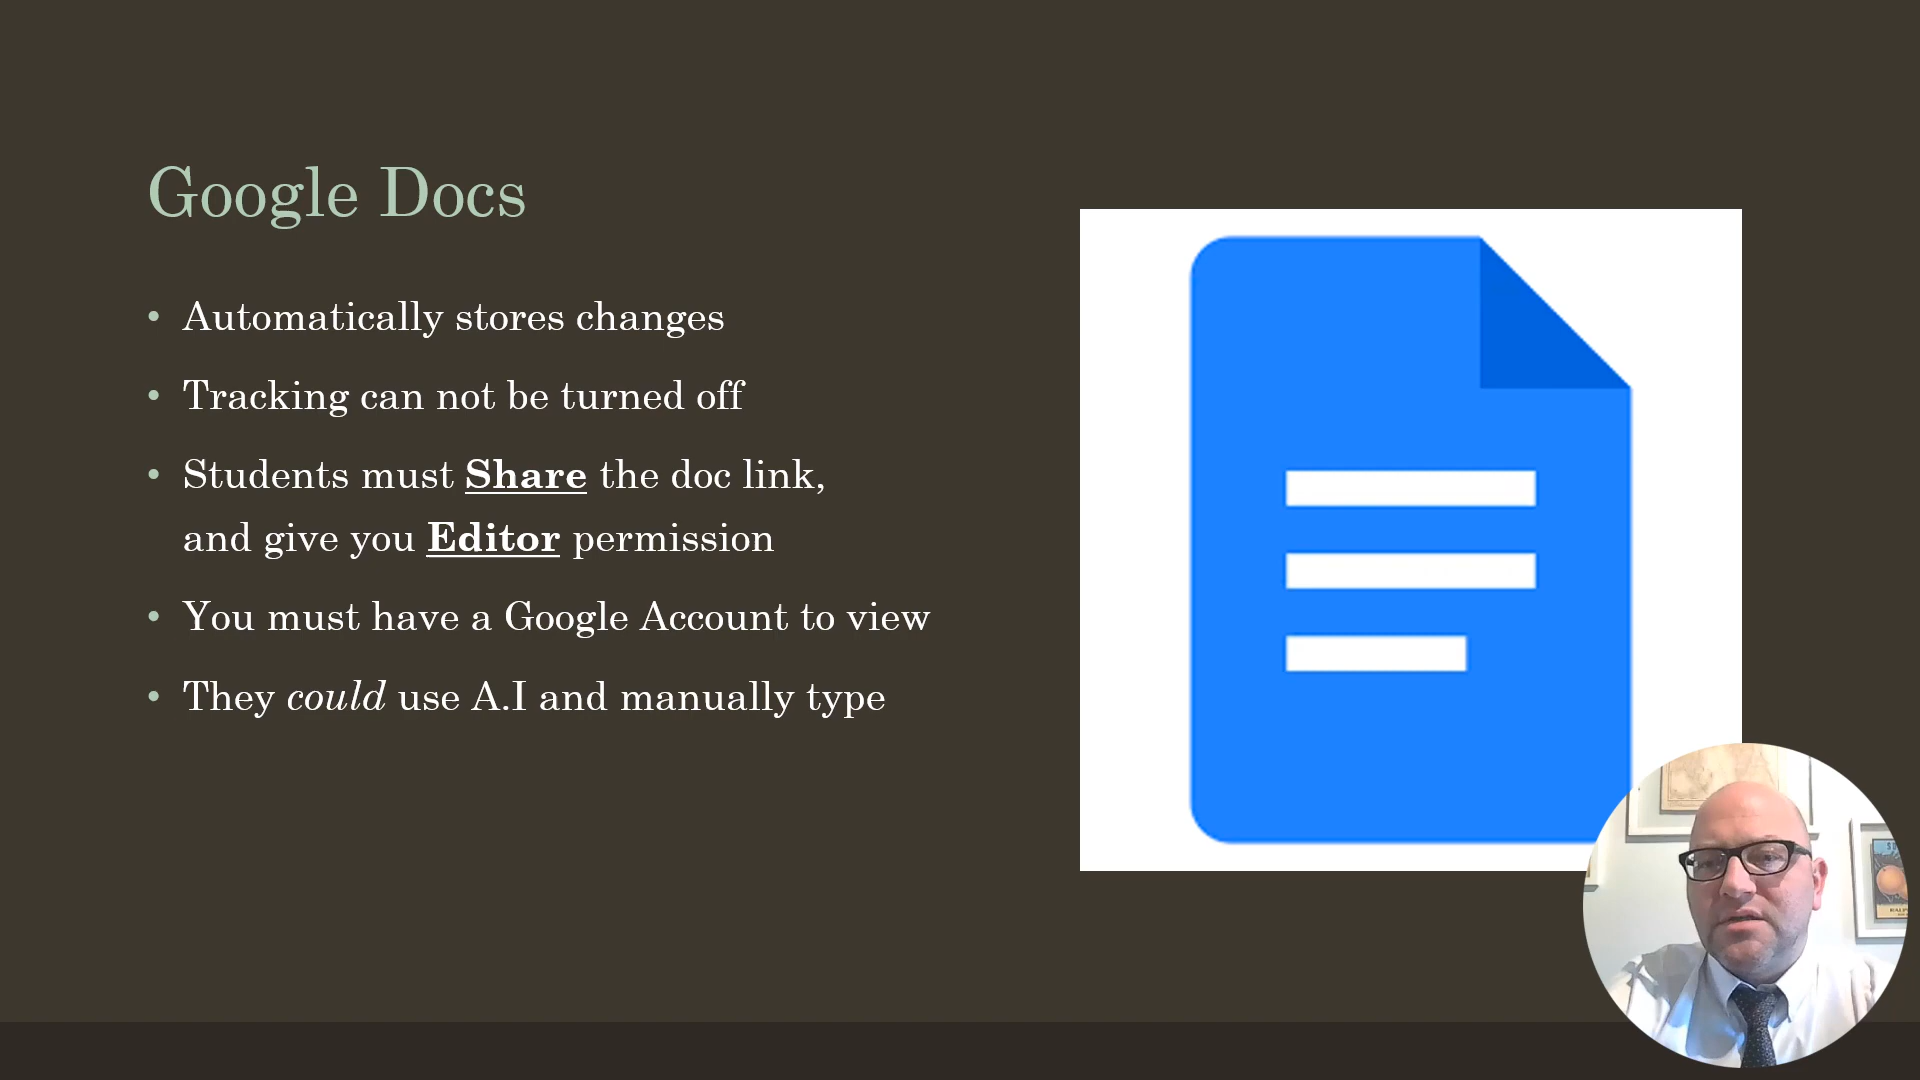 Google Docs
• Automatically stores changes
• Tracking can not be turned off
• Students must Share the doc link,
and give you Editor permission
• You must have a Google Account to view
• They could use A.I and manually type